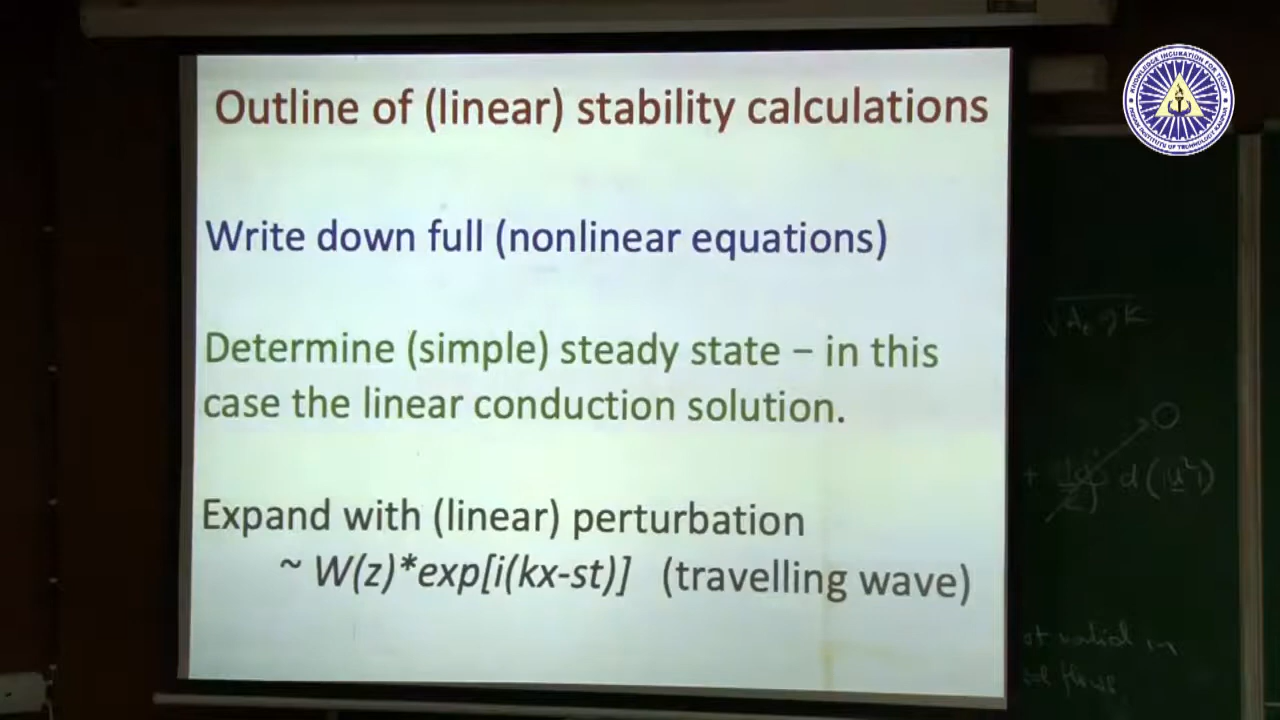 Outline of (linear) stability calculations
Write down full (nonlinear equations)
Determine (simple) steady state – in this
case the linear conduction solution.
Expand with (linear) perturbation
~ W(z)*exp[i(kx-st)] (travelling wave)